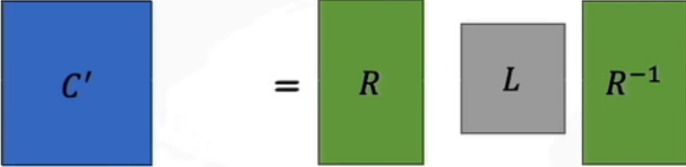 C′ = R L R⁻¹